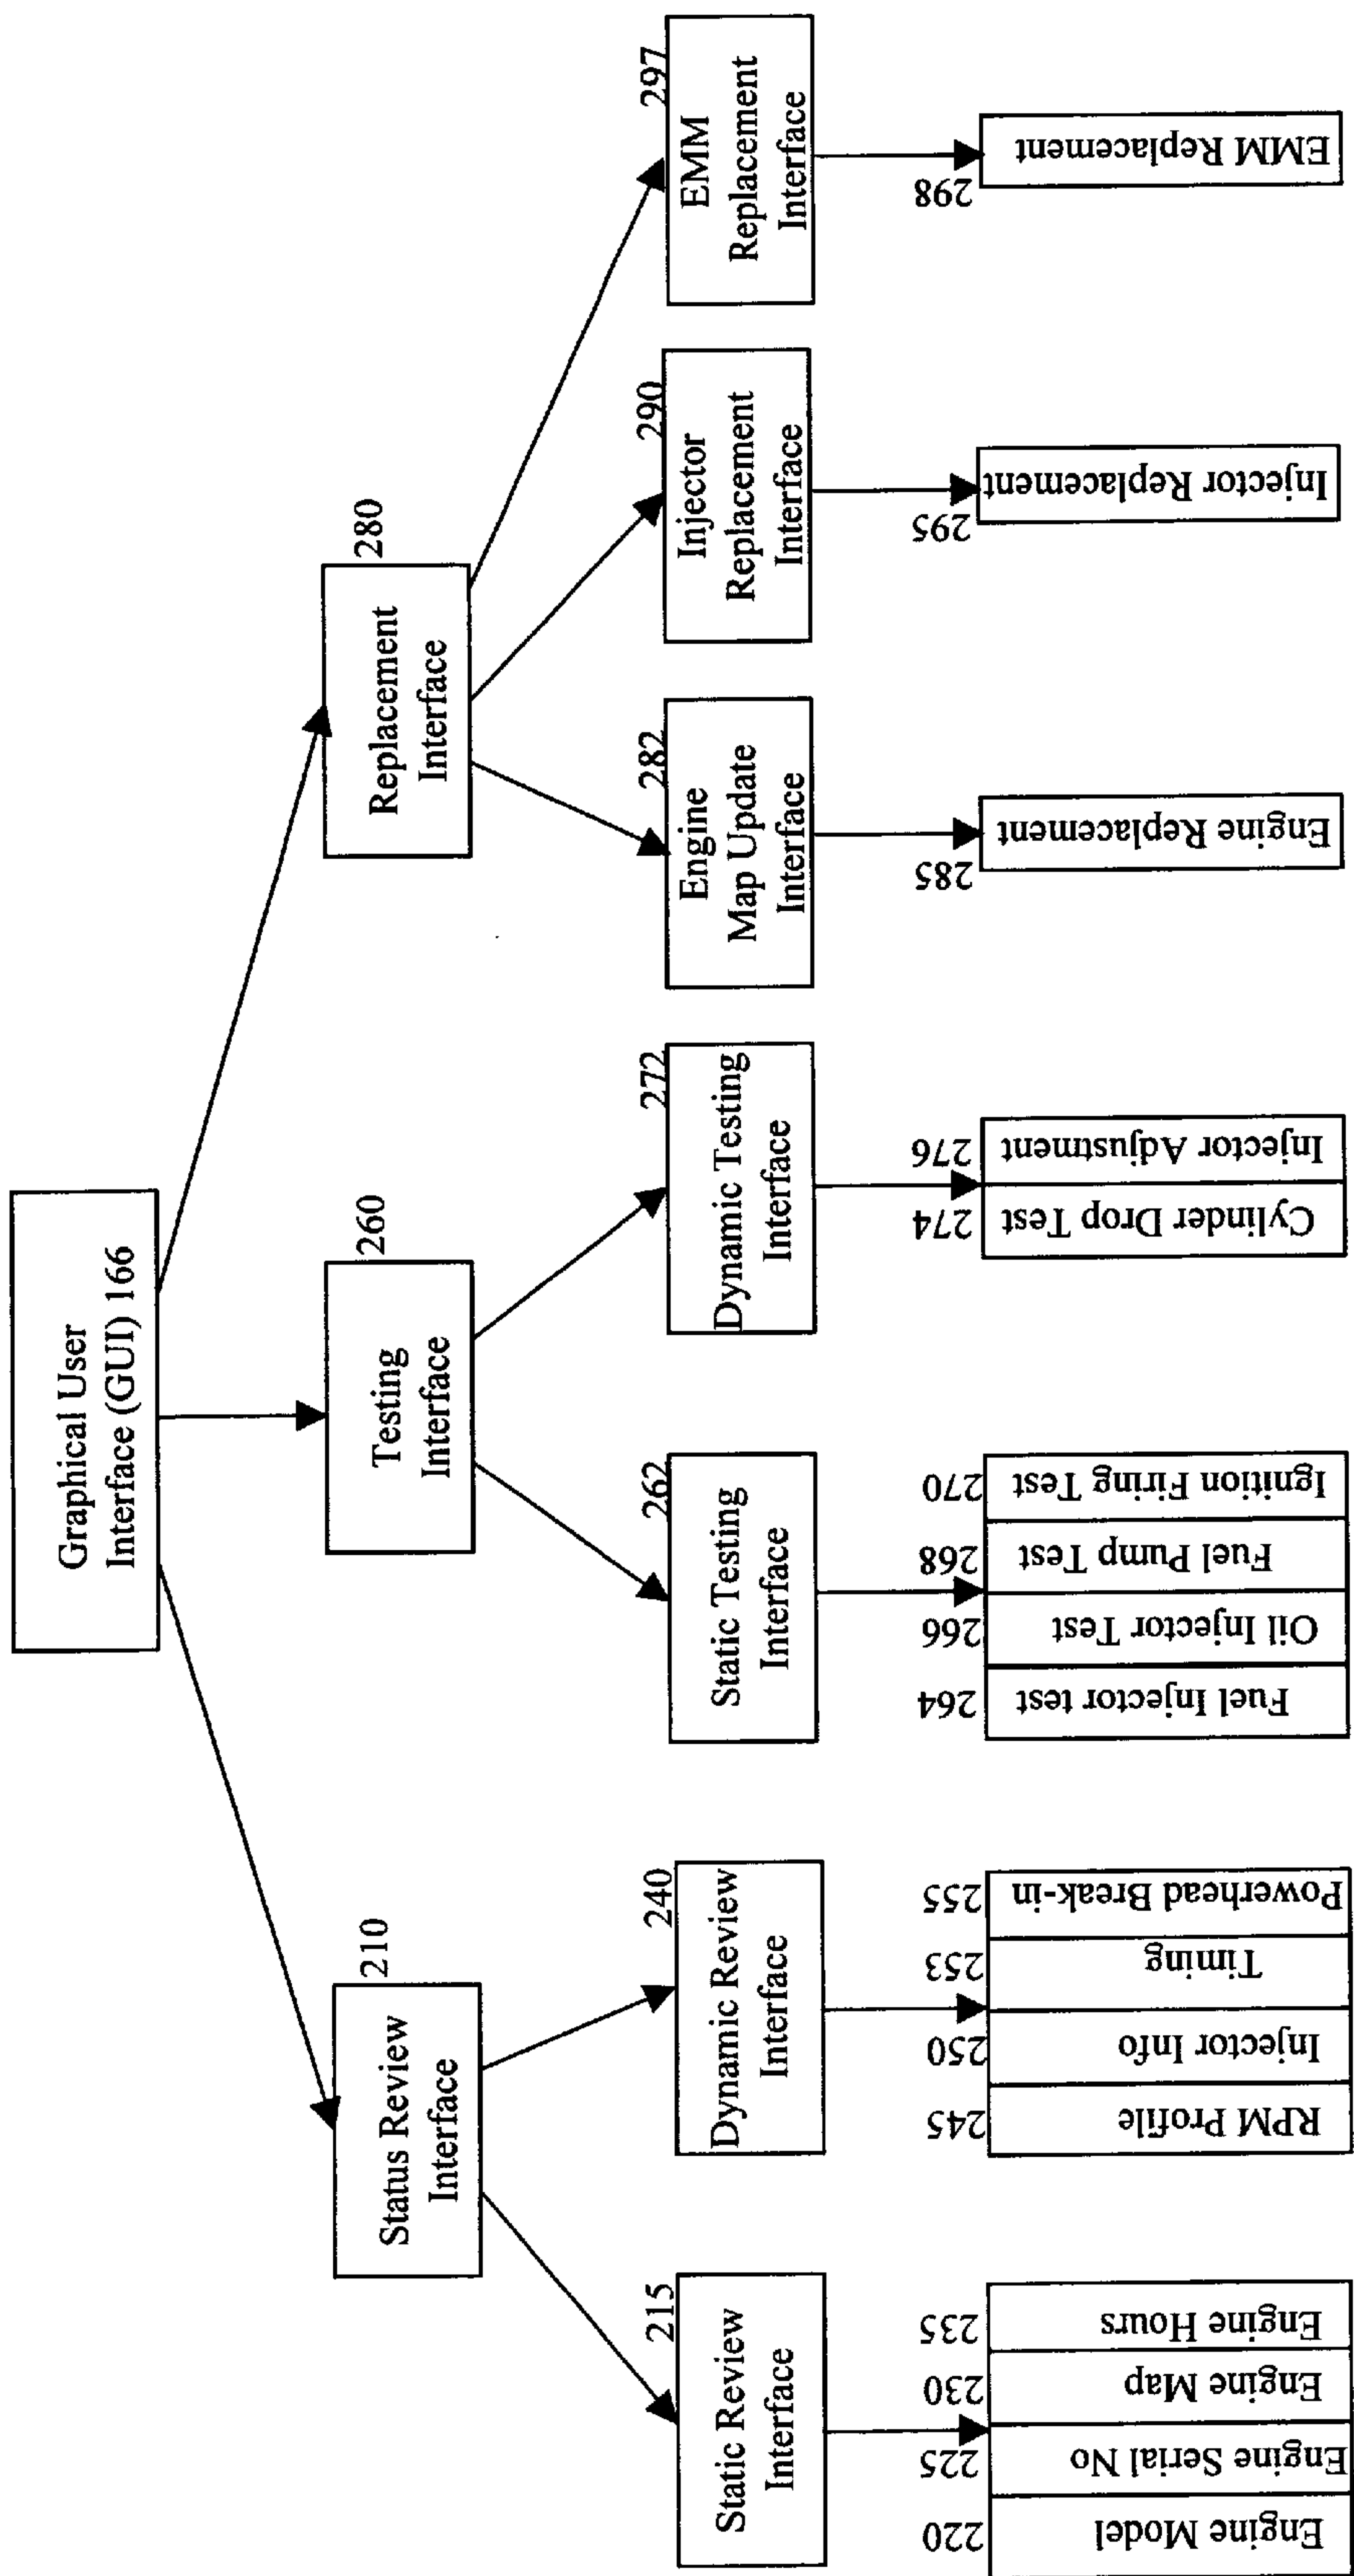 Graphical User
Interface (GUI) 166
210
Status Review
Interface
260
Testing
Interface
280
Replacement
Interface
215
Static Review
Interface
240
Dynamic Review
Interface
262
Static Testing
Interface
272
Dynamic Testing
Interface
282
Engine
Map Update
Interface
290
Injector
Replacement
Interface
297
EMM
Replacement
Interface
220
Engine Model
225
Engine Serial No
230
Engine Map
235
Engine Hours
245
RPM Profile
250
Injector Info
253
Timing
255
Powerhead Break-in
264
Fuel Injector test
266
Oil Injector Test
268
Fuel Pump Test
270
Ignition Firing Test
274
Cylinder Drop Test
276
Injector Adjustment
285
Engine Replacement
295
Injector Replacement
298
EMM Replacement